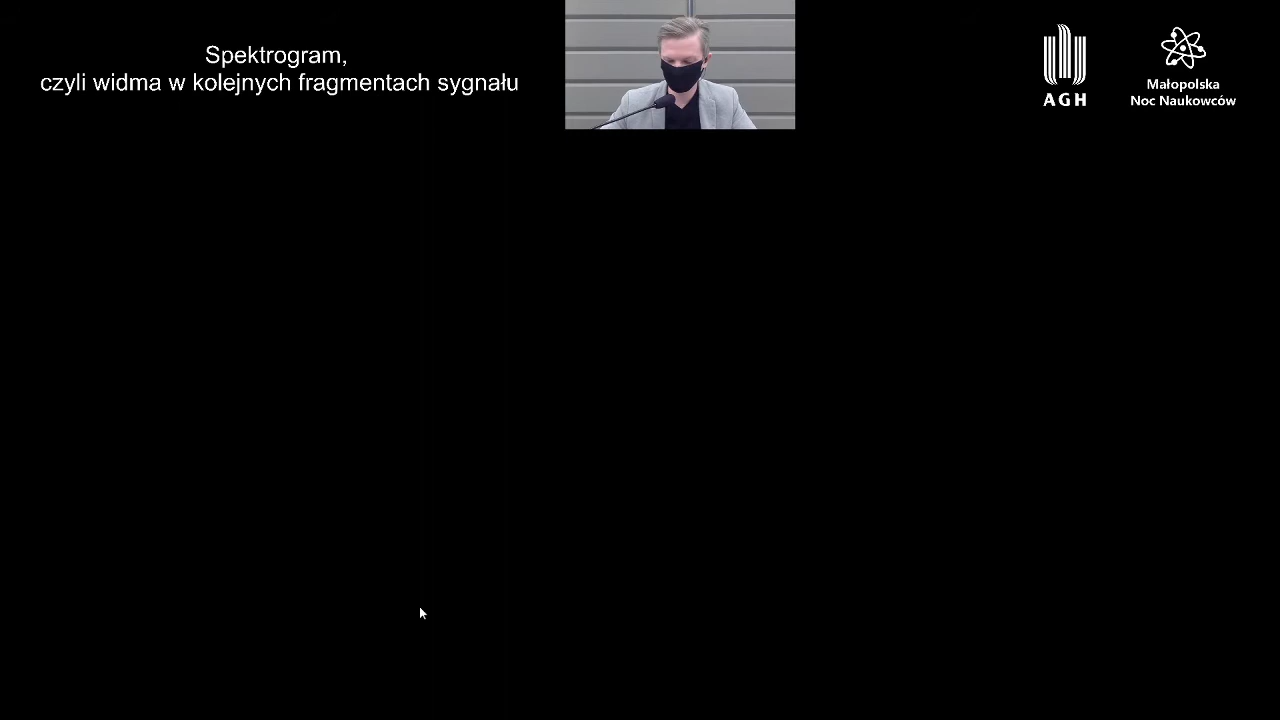 Spektrogram,
czyli widma w kolejnych fragmentach sygnału
AGH
Małopolska
Noc Naukowców